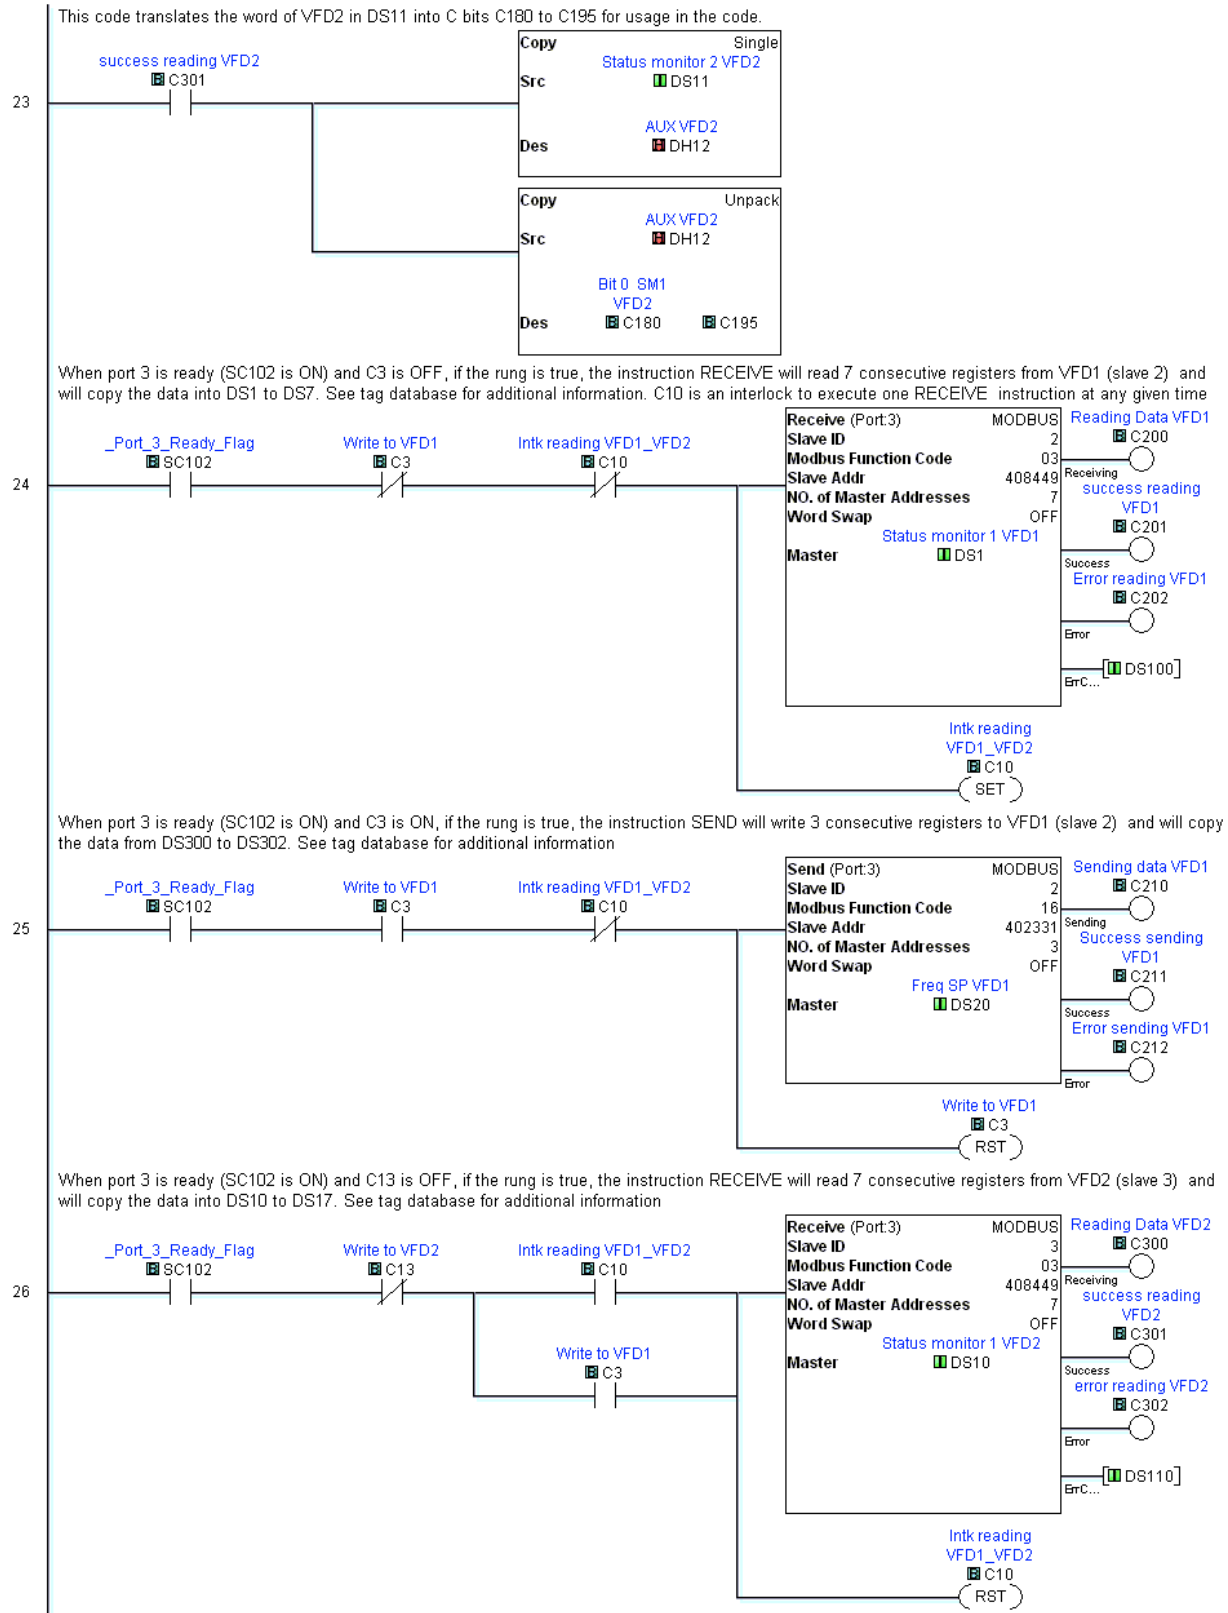 This code translates the word of VFD2 in DS11 into C bits C180 to C195 for usage in the code.
success reading VFD2
C301
23
Copy Single
Status monitor 2 VFD2
Src DS11
AUX VFD2
Des DH12
Copy Unpack
AUX VFD2
Src DH12
Bit 0 SM1
VFD2
Des C180 C195
When port 3 is ready (SC102 is ON) and C3 is OFF, if the rung is true, the instruction RECEIVE will read 7 consecutive registers from VFD1 (slave 2) and
will copy the data into DS1 to DS7. See tag database for additional information. C10 is an interlock to execute one RECEIVE instruction at any given time
_Port_3_Ready_Flag
SC102
Write to VFD1
C3
Intk reading VFD1_VFD2
C10
24
Receive (Port:3) MODBUS
Slave ID 2
Modbus Function Code 03
Slave Addr 408449
NO. of Master Addresses 7
Word Swap OFF
Status monitor 1 VFD1
Master DS1
Reading Data VFD1
C200
Receiving
success reading
VFD1
C201
Success
Error reading VFD1
C202
Error
DS100
ErrC...
Intk reading
VFD1_VFD2
C10
SET
When port 3 is ready (SC102 is ON) and C3 is ON, if the rung is true, the instruction SEND will write 3 consecutive registers to VFD1 (slave 2) and will copy
the data from DS300 to DS302. See tag database for additional information
_Port_3_Ready_Flag
SC102
Write to VFD1
C3
Intk reading VFD1_VFD2
C10
25
Send (Port:3) MODBUS
Slave ID 2
Modbus Function Code 16
Slave Addr 402331
NO. of Master Addresses 3
Word Swap OFF
Freq SP VFD1
Master DS20
Sending data VFD1
C210
Sending
Success sending
VFD1
C211
Success
Error sending VFD1
C212
Error
Write to VFD1
C3
RST
When port 3 is ready (SC102 is ON) and C13 is OFF, if the rung is true, the instruction RECEIVE will read 7 consecutive registers from VFD2 (slave 3) and
will copy the data into DS10 to DS17. See tag database for additional information
_Port_3_Ready_Flag
SC102
Write to VFD2
C13
Intk reading VFD1_VFD2
C10
26
Write to VFD1
C3
Receive (Port:3) MODBUS
Slave ID 3
Modbus Function Code 03
Slave Addr 408449
NO. of Master Addresses 7
Word Swap OFF
Status monitor 1 VFD2
Master DS10
Reading Data VFD2
C300
Receiving
success reading
VFD2
C301
Success
error reading VFD2
C302
Error
DS110
ErrC...
Intk reading
VFD1_VFD2
C10
RST